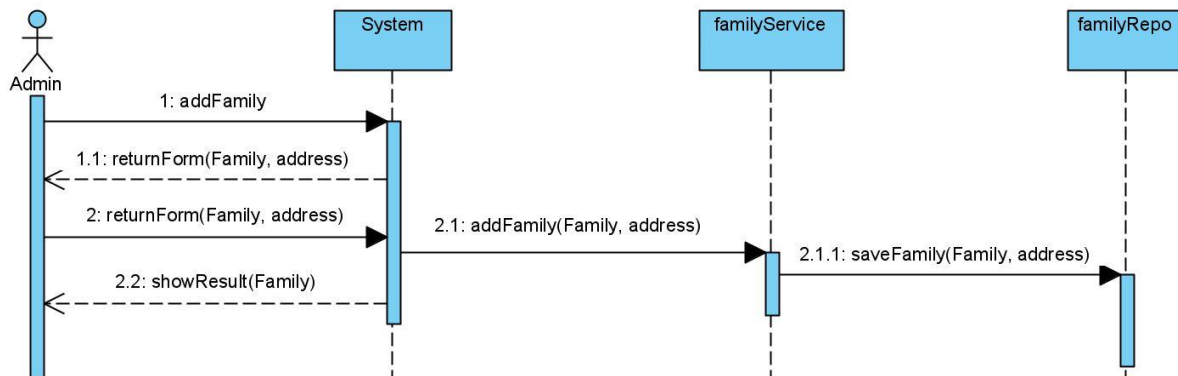 System
familyService
familyRepo
Admin
1: addFamily
1.1: returnForm(Family, address)
2: returnForm(Family, address)
2.1: addFamily(Family, address)
2.1.1: saveFamily(Family, address)
2.2: showResult(Family)